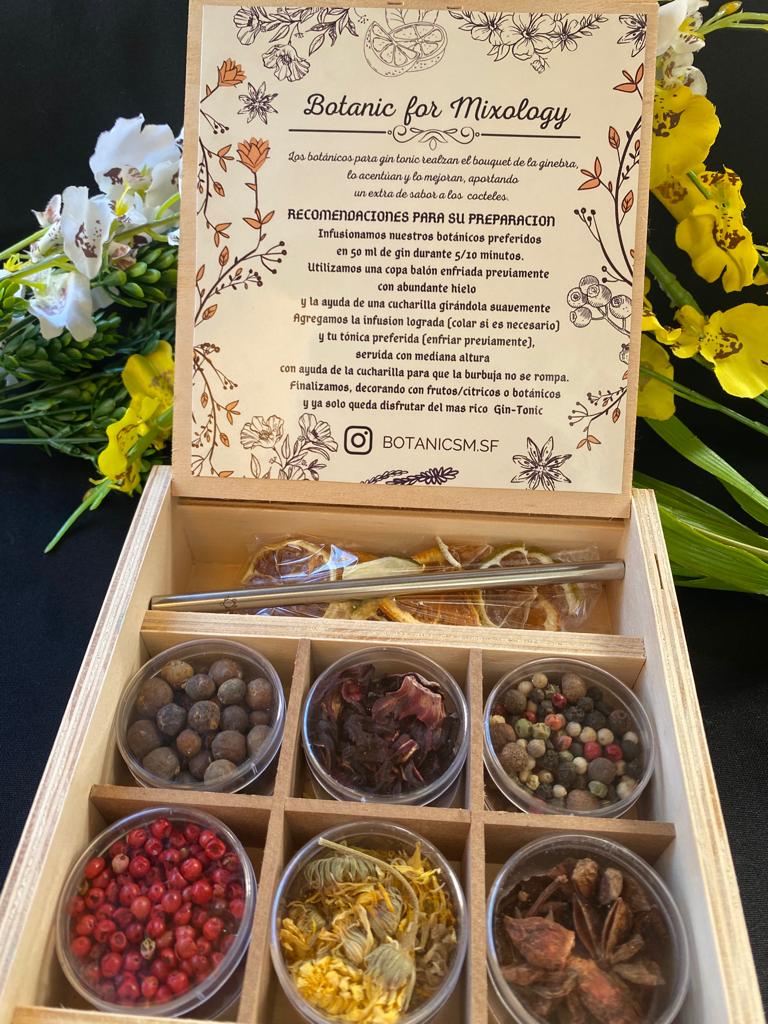 Botanic for Mixology
Los botánicos para gin tonic realzan el bouquet de la ginebra,
lo acentúan y lo mejoran, aportando
un extra de sabor a los cocteles.
RECOMENDACIONES PARA SU PREPARACION
Infusionamos nuestros botánicos preferidos
en 50 ml de gin durante 5/10 minutos.
Utilizamos una copa balón enfriada previamente
con abundante hielo
y la ayuda de una cucharilla girándola suavemente
Agregamos la infusion lograda (colar si es necesario)
y tu tónica preferida (enfriar previamente),
servida con mediana altura
con ayuda de la cucharilla para que la burbuja no se rompa.
Finalizamos, decorando con frutos/citricos o botánicos
y ya solo queda disfrutar del mas rico Gin-Tonic
BOTANICSM.SF